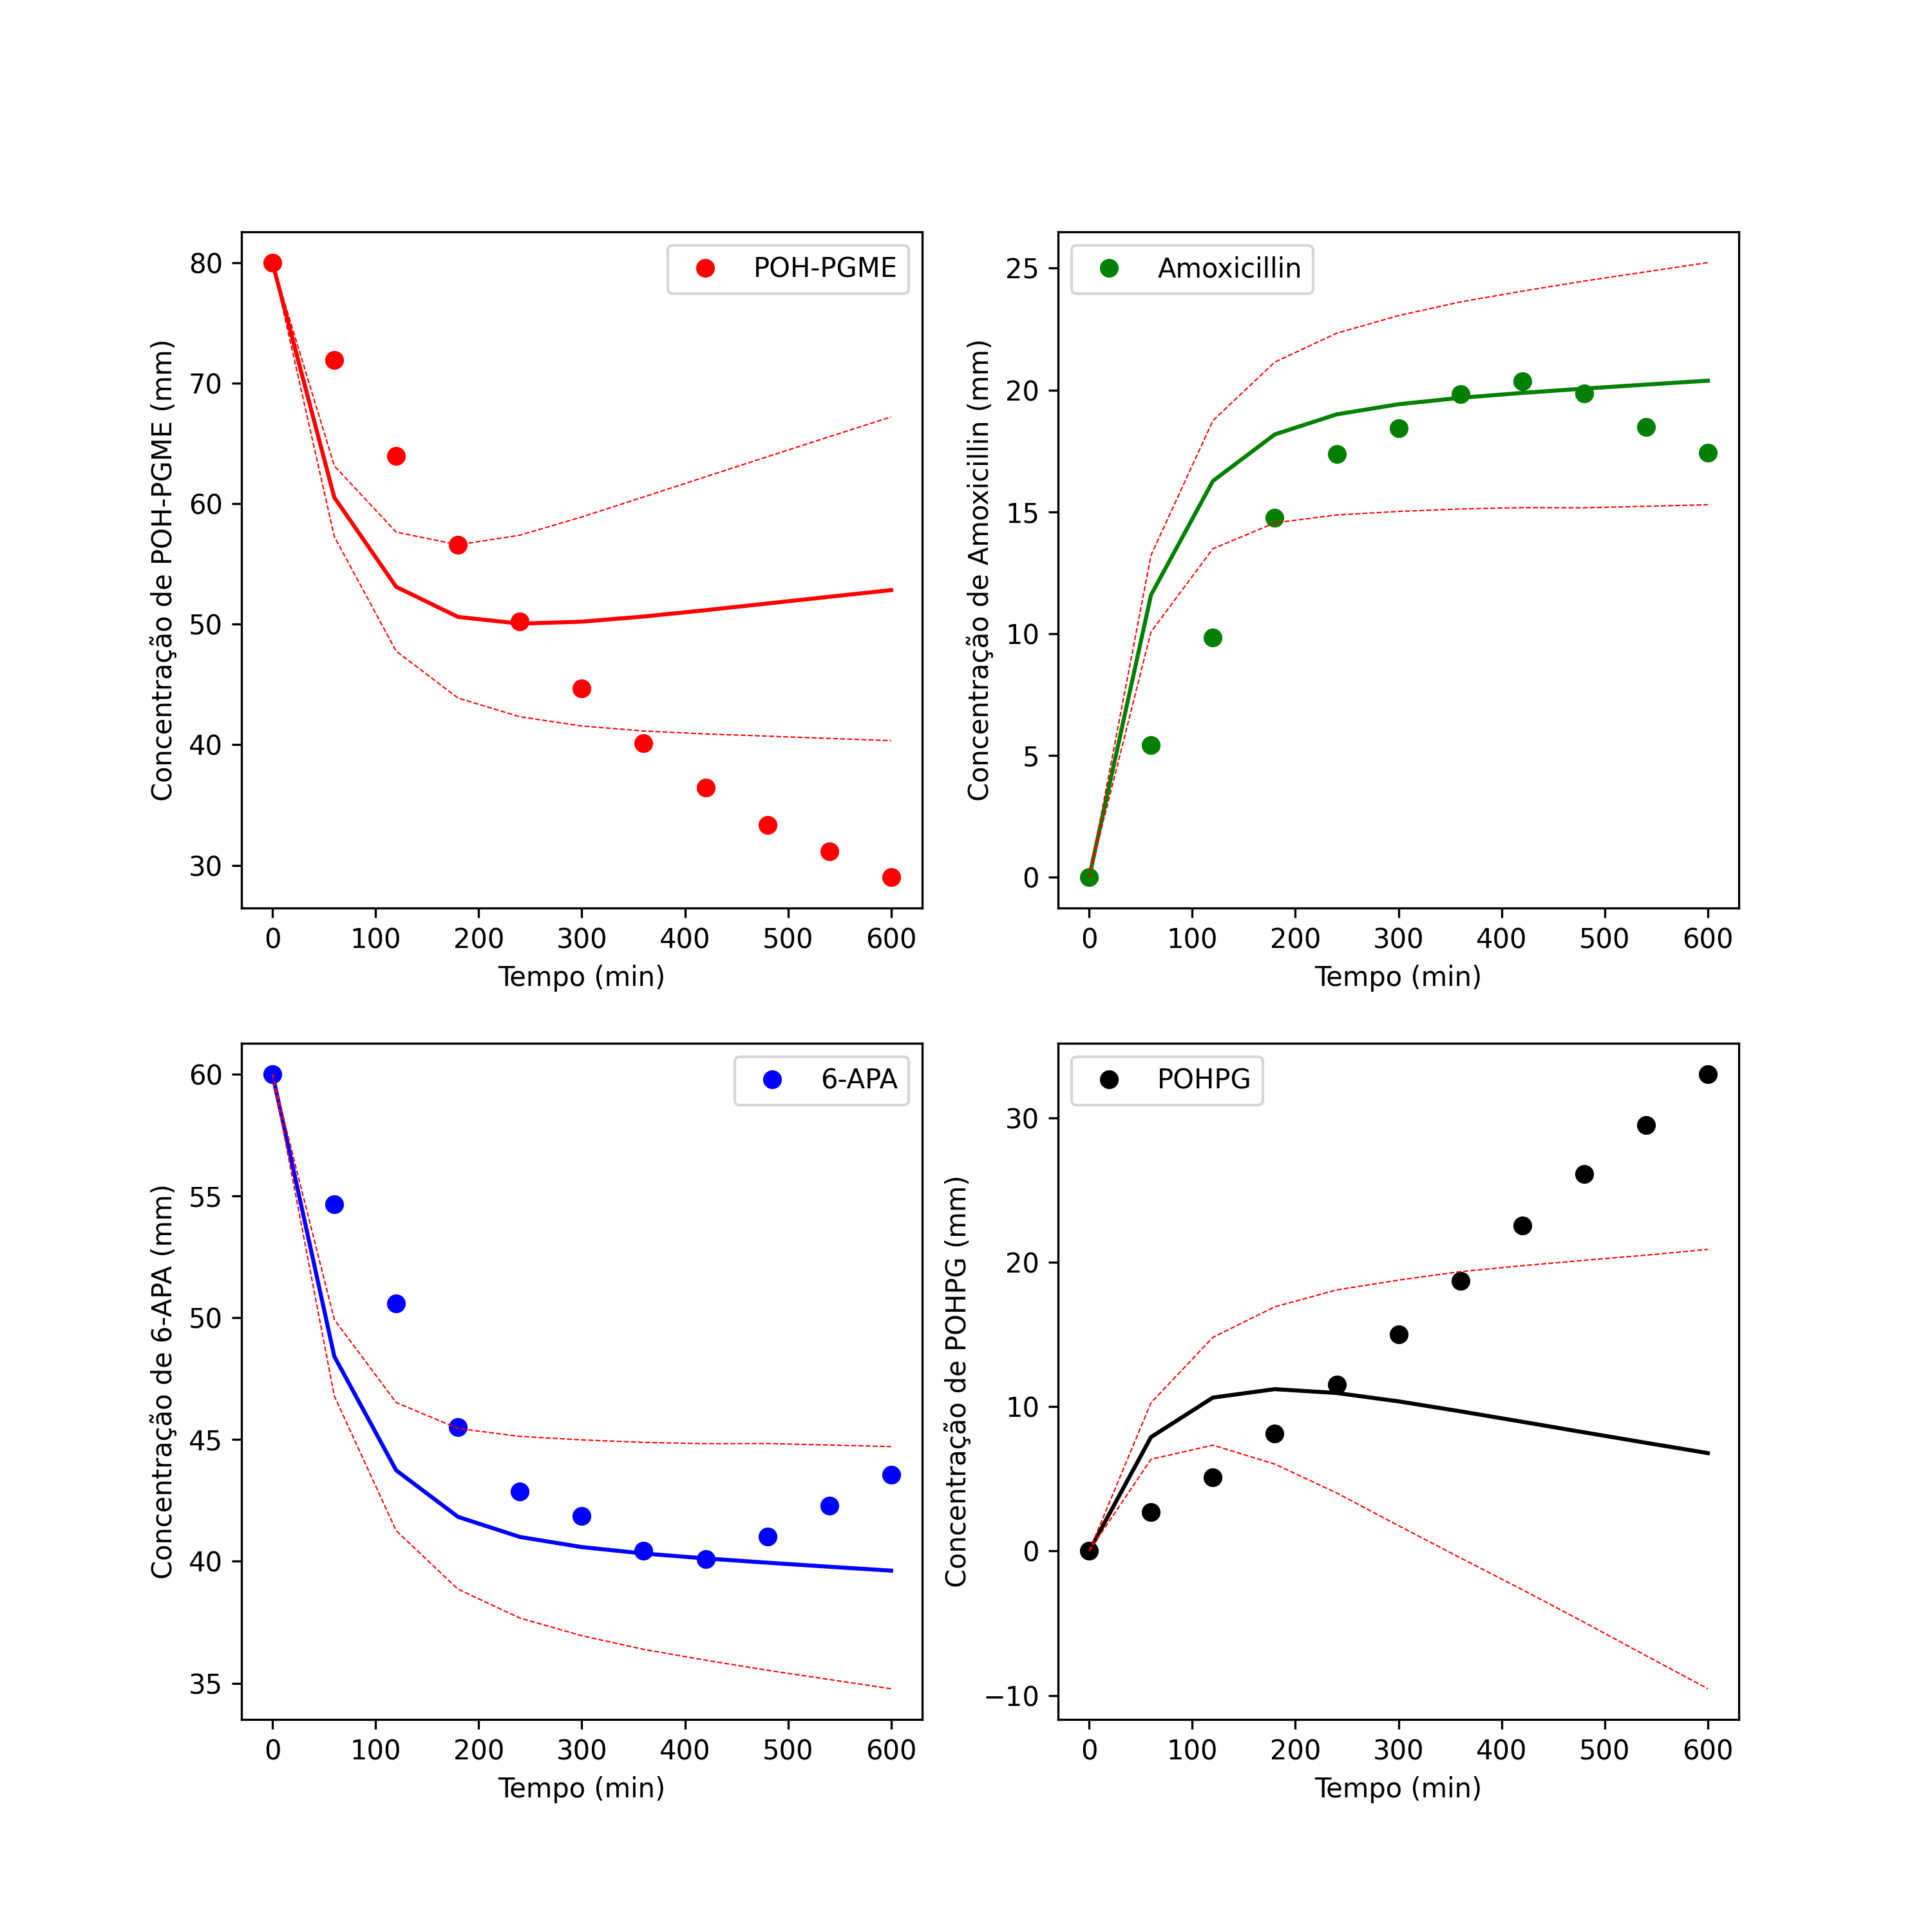 POH-PGME
80
70
60
50
40
30
Concentração de POH-PGME (mm)
0 100 200 300 400 500 600
Tempo (min)
Amoxicillin
25
20
15
10
5
0
Concentração de Amoxicillin (mm)
0 100 200 300 400 500 600
Tempo (min)
6-APA
60
55
50
45
40
35
Concentração de 6-APA (mm)
0 100 200 300 400 500 600
Tempo (min)
POHPG
30
20
10
0
−10
Concentração de POHPG (mm)
0 100 200 300 400 500 600
Tempo (min)